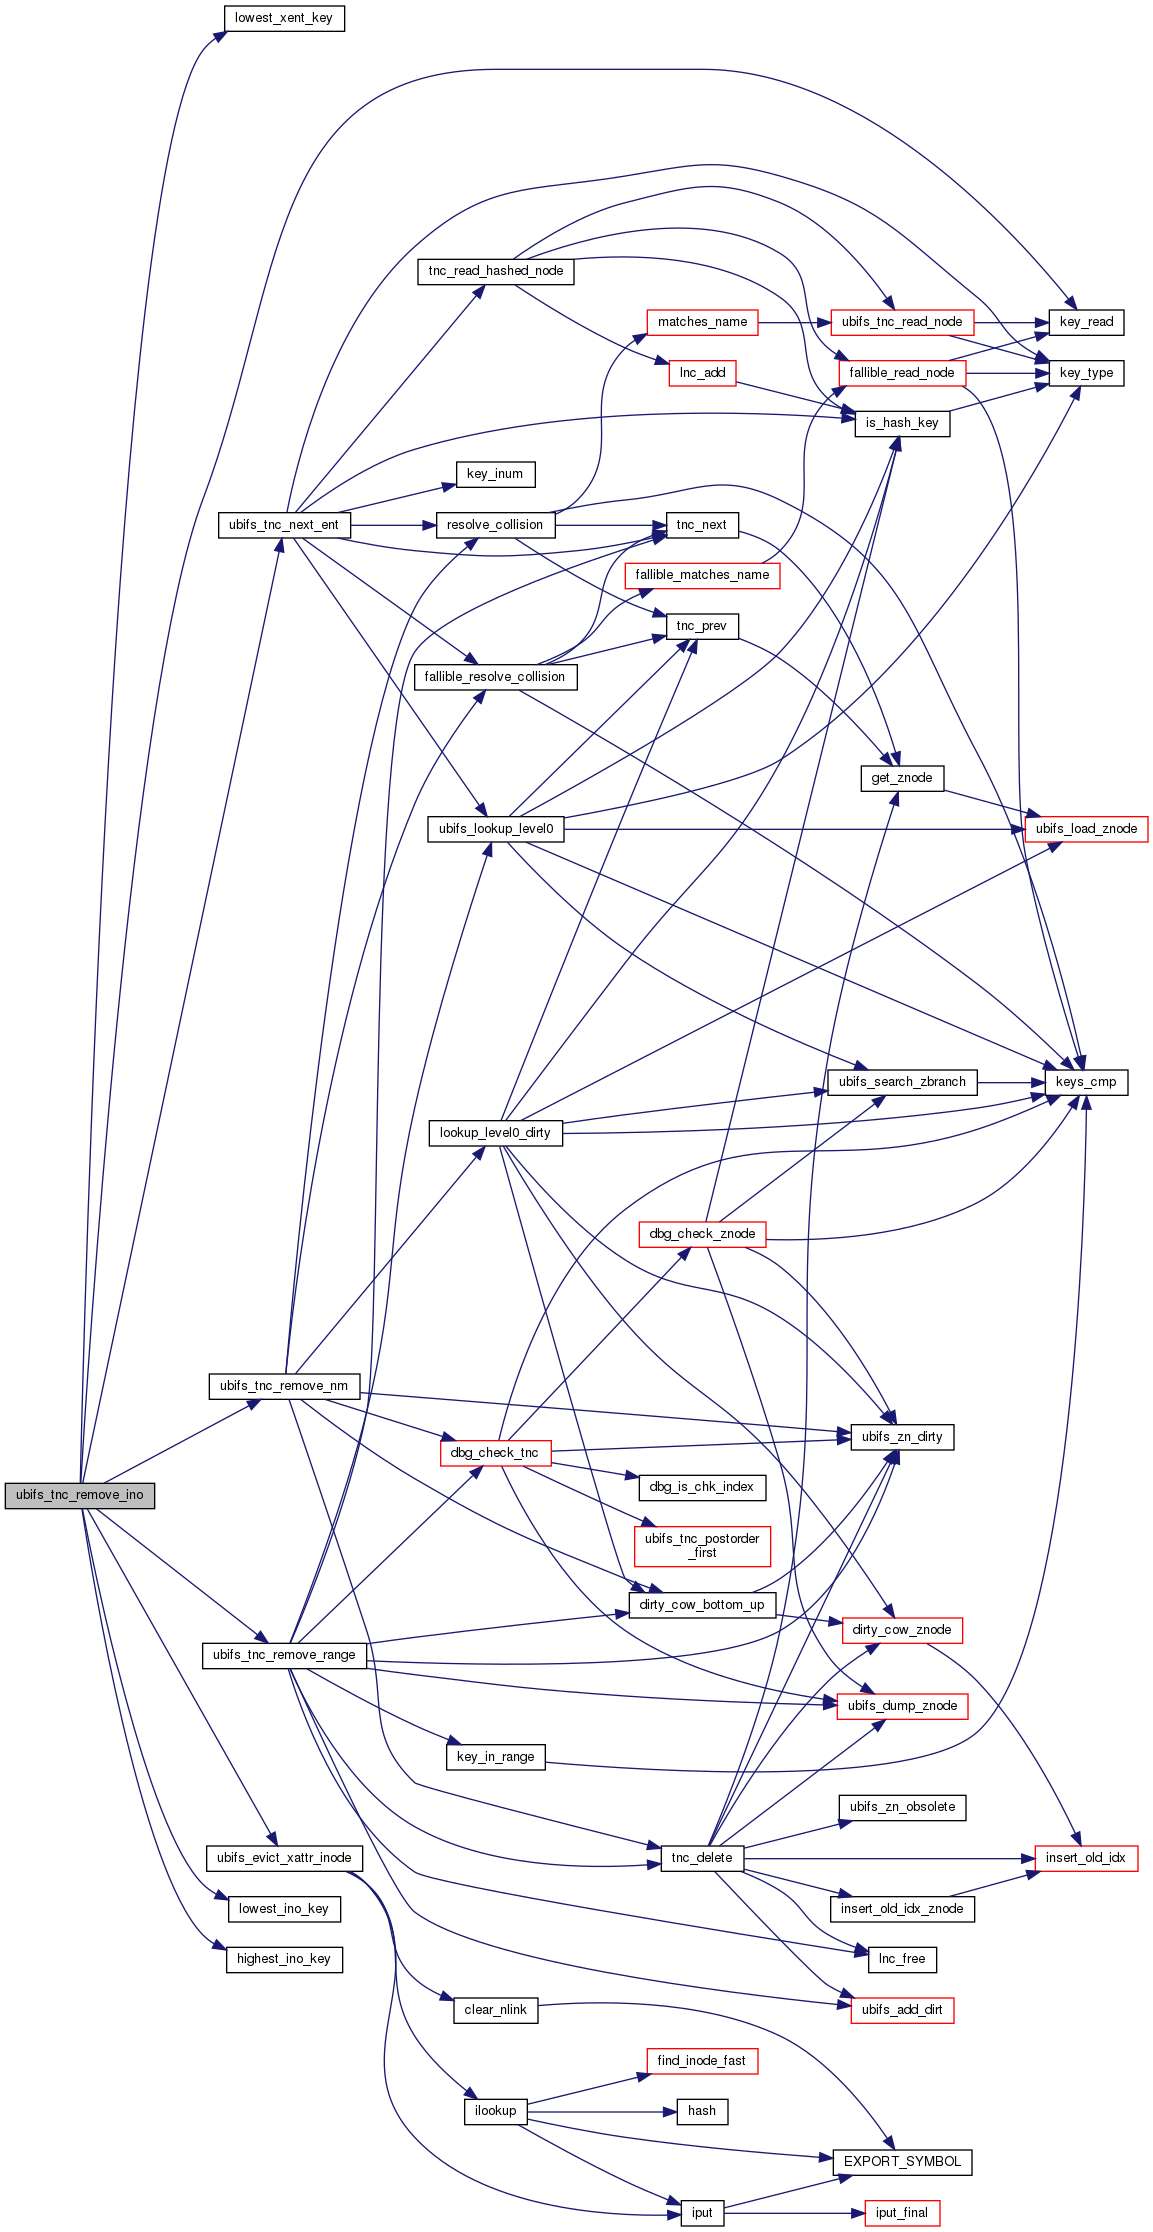 lowest_xent_key
tnc_read_hashed_node
matches_name
ubifs_tnc_read_node
key_read
lnc_add
fallible_read_node
key_type
is_hash_key
key_inum
ubifs_tnc_next_ent
resolve_collision
tnc_next
fallible_matches_name
tnc_prev
fallible_resolve_collision
get_znode
ubifs_lookup_level0
ubifs_load_znode
ubifs_search_zbranch
keys_cmp
lookup_level0_dirty
dbg_check_znode
ubifs_tnc_remove_nm
ubifs_zn_dirty
dbg_check_tnc
dbg_is_chk_index
ubifs_tnc_remove_ino
ubifs_tnc_postorder
_first
dirty_cow_bottom_up
dirty_cow_znode
ubifs_tnc_remove_range
ubifs_dump_znode
key_in_range
ubifs_zn_obsolete
ubifs_evict_xattr_inode
tnc_delete
insert_old_idx
lowest_ino_key
insert_old_idx_znode
highest_ino_key
lnc_free
clear_nlink
ubifs_add_dirt
find_inode_fast
ilookup
hash
EXPORT_SYMBOL
iput
iput_final